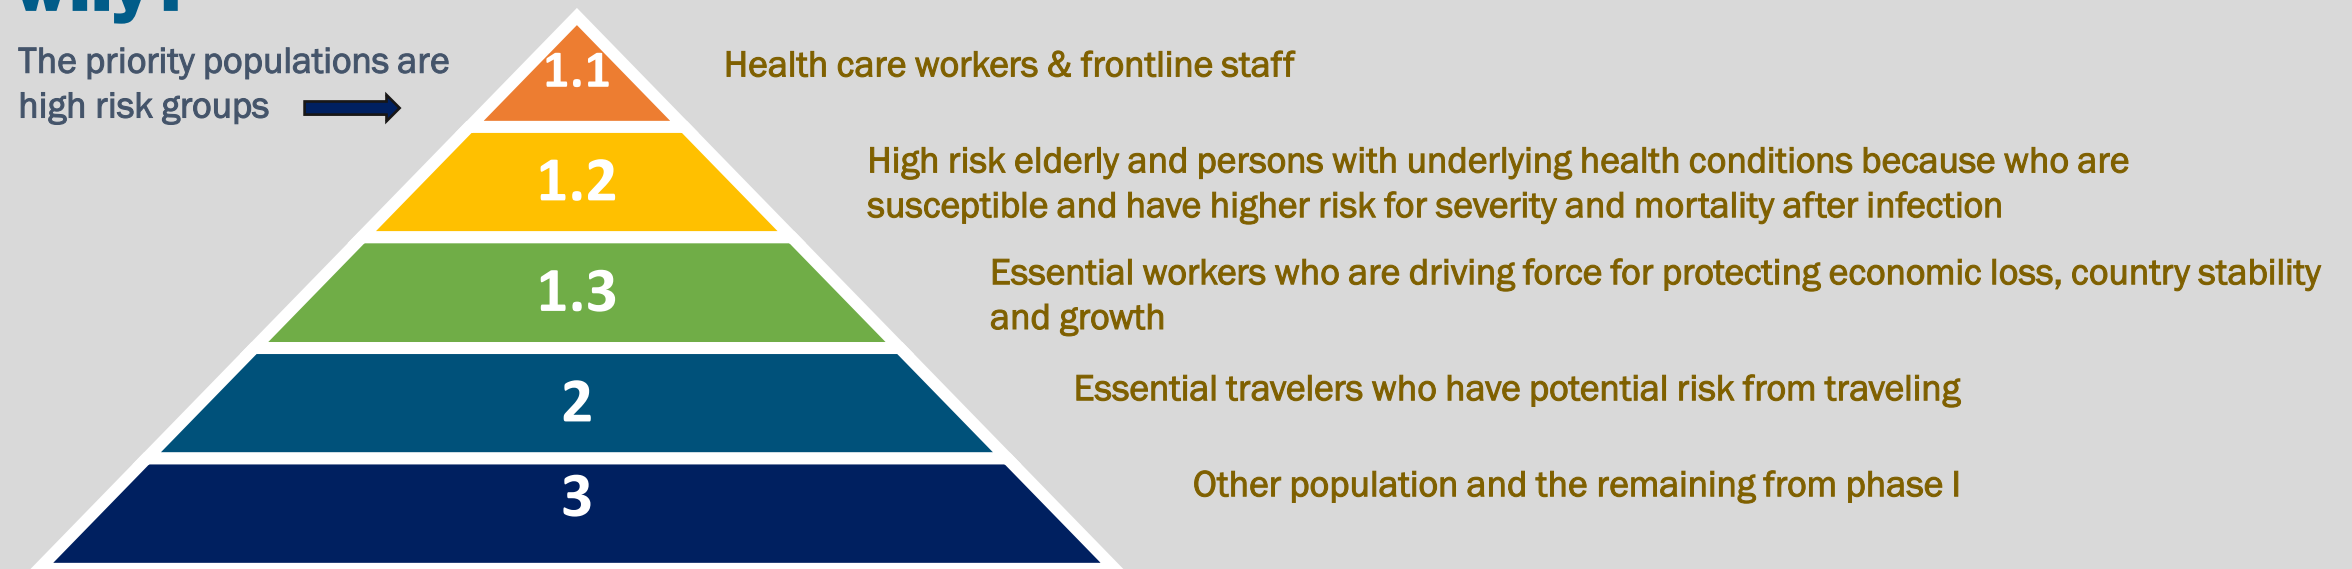 why?
The priority populations are
high risk groups
1.1
Health care workers & frontline staff
1.2
High risk elderly and persons with underlying health conditions because who are
susceptible and have higher risk for severity and mortality after infection
1.3
Essential workers who are driving force for protecting economic loss, country stability
and growth
2
Essential travelers who have potential risk from traveling
3
Other population and the remaining from phase I